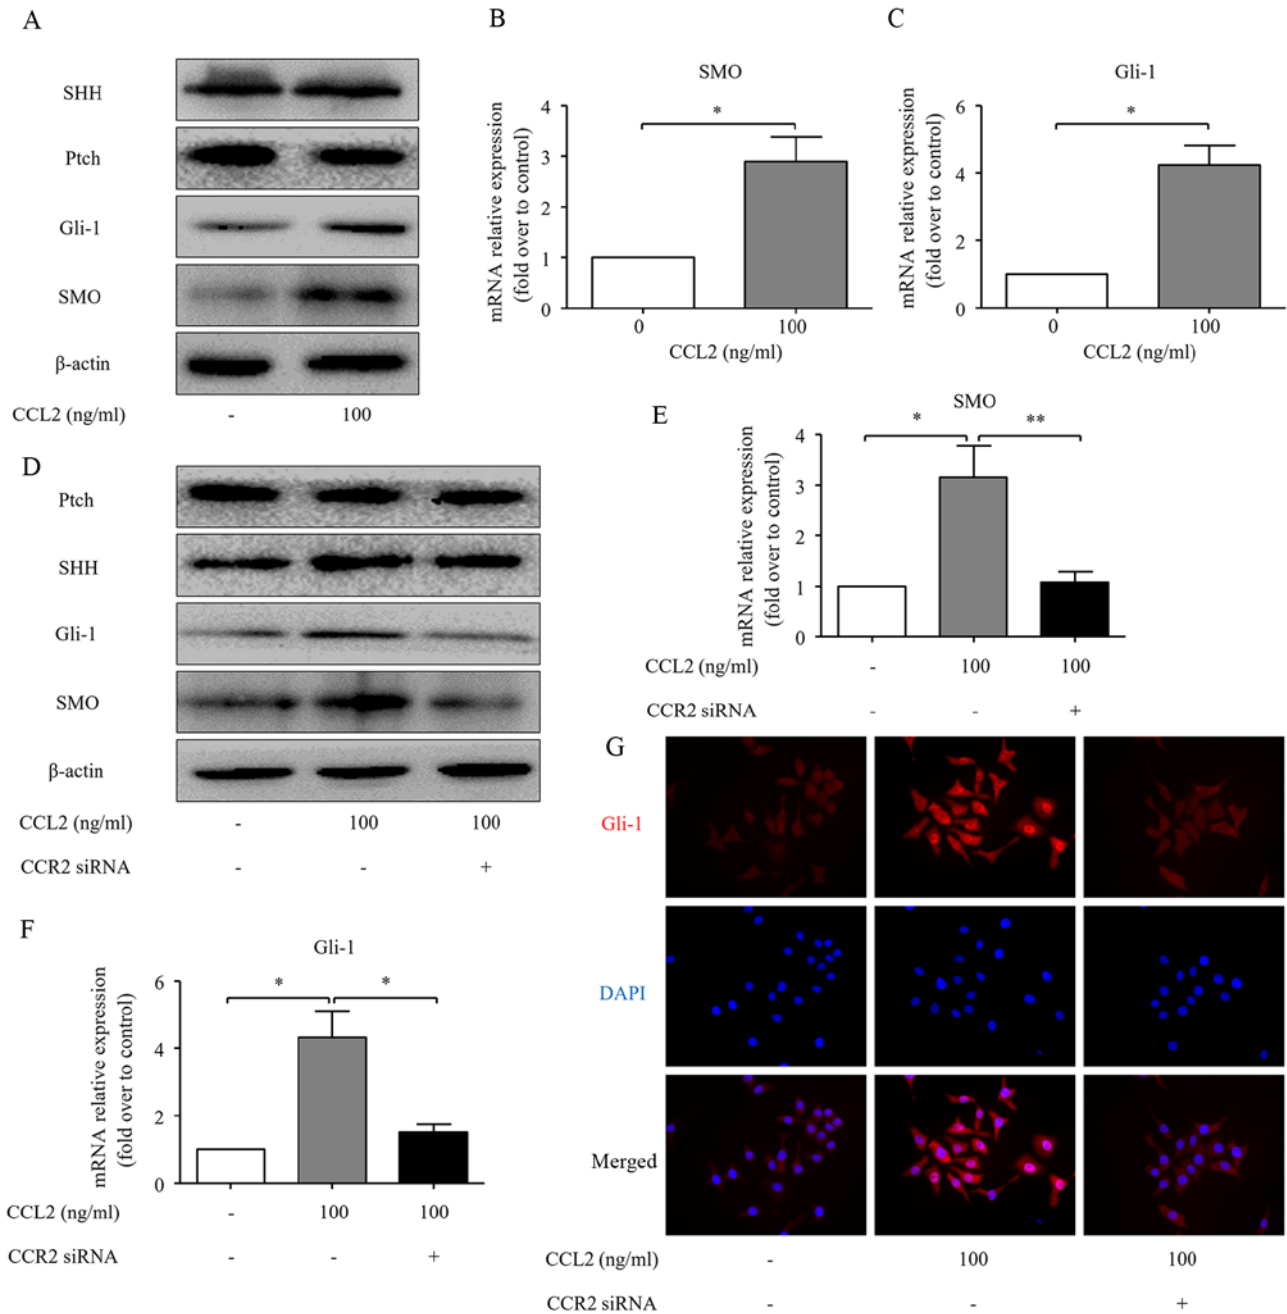 A
SHH
Ptch
Gli-1
SMO
β-actin
CCL2 (ng/ml) - 100
B
SMO
mRNA relative expression
(fold over to control)
4
3
2
1
0
*
0 100
CCL2 (ng/ml)
C
Gli-1
mRNA relative expression
(fold over to control)
6
4
2
0
*
0 100
CCL2 (ng/ml)
D
Ptch
SHH
Gli-1
SMO
β-actin
CCL2 (ng/ml) - 100 100
CCR2 siRNA - - +
E
SMO
mRNA relative expression
(fold over to control)
4
3
2
1
0
* **
CCL2 (ng/ml) - 100 100
CCR2 siRNA - - +
F
Gli-1
mRNA relative expression
(fold over to control)
6
4
2
0
* *
CCL2 (ng/ml) - 100 100
CCR2 siRNA - - +
G
Gli-1
DAPI
Merged
CCL2 (ng/ml) - 100 100
CCR2 siRNA - - +